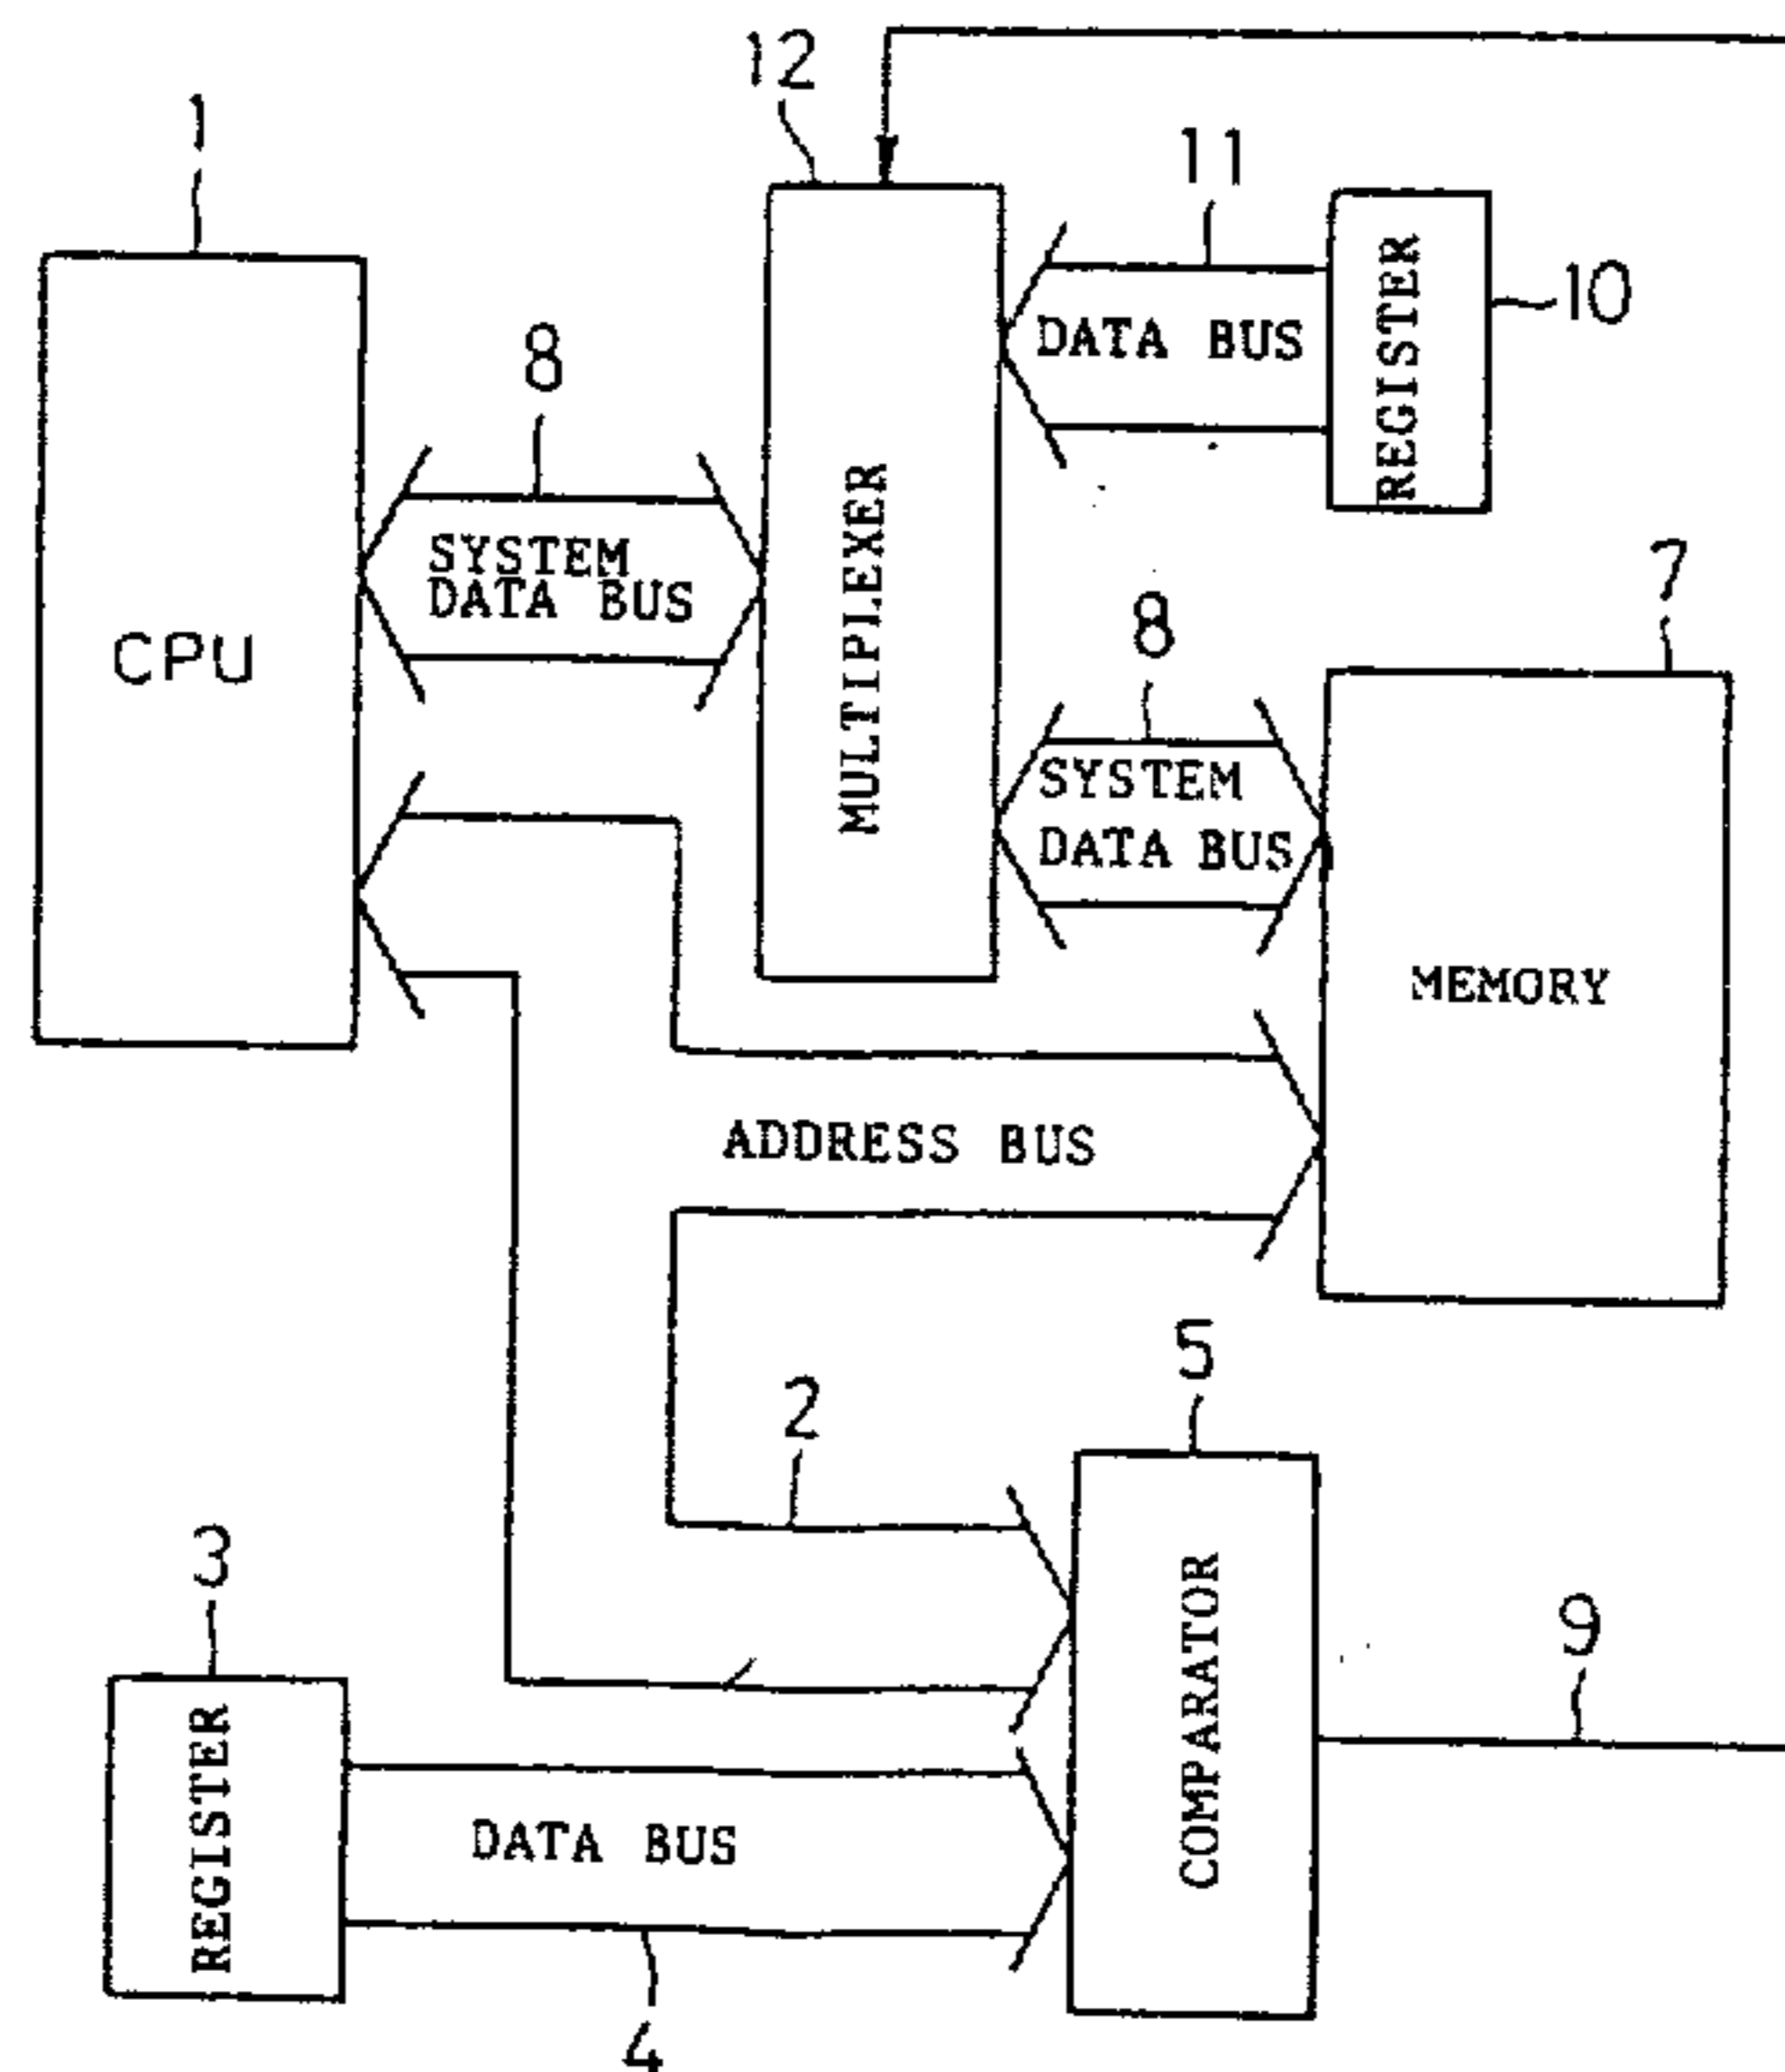 12
1
11
REGISTER
10
DATA BUS
8
SYSTEM
DATA BUS
MULTIPLEXER
CPU
7
8
SYSTEM
DATA BUS
MEMORY
ADDRESS BUS
5
2
3
COMPARATOR
9
REGISTER
DATA BUS
4